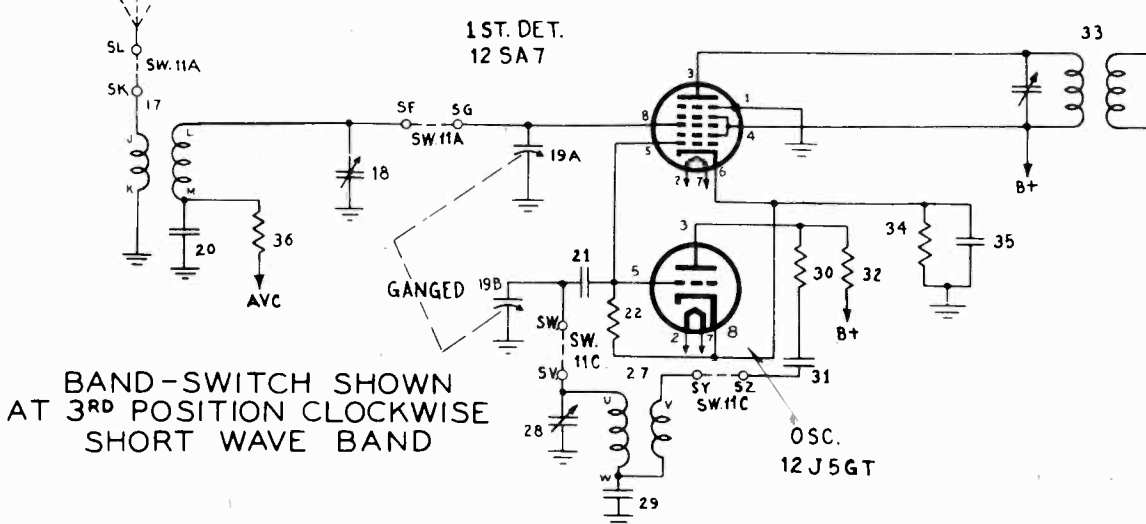 1ST. DET.
12SA7
33
SL
SW.11A
SK
17
J
L
K
M
SF
SG
SW.11A
18
19A
20
36
AVC
8
5
3
1
4
2
7
6
B+
34
35
GANGED
19B
21
22
5
3
2
7
8
30
32
B+
31
SW
SW.
11C
SV
27
SY
SZ
SW.11C
28
U
V
W
29
OSC.
12J5GT
BAND-SWITCH SHOWN
AT 3RD POSITION CLOCKWISE
SHORT WAVE BAND